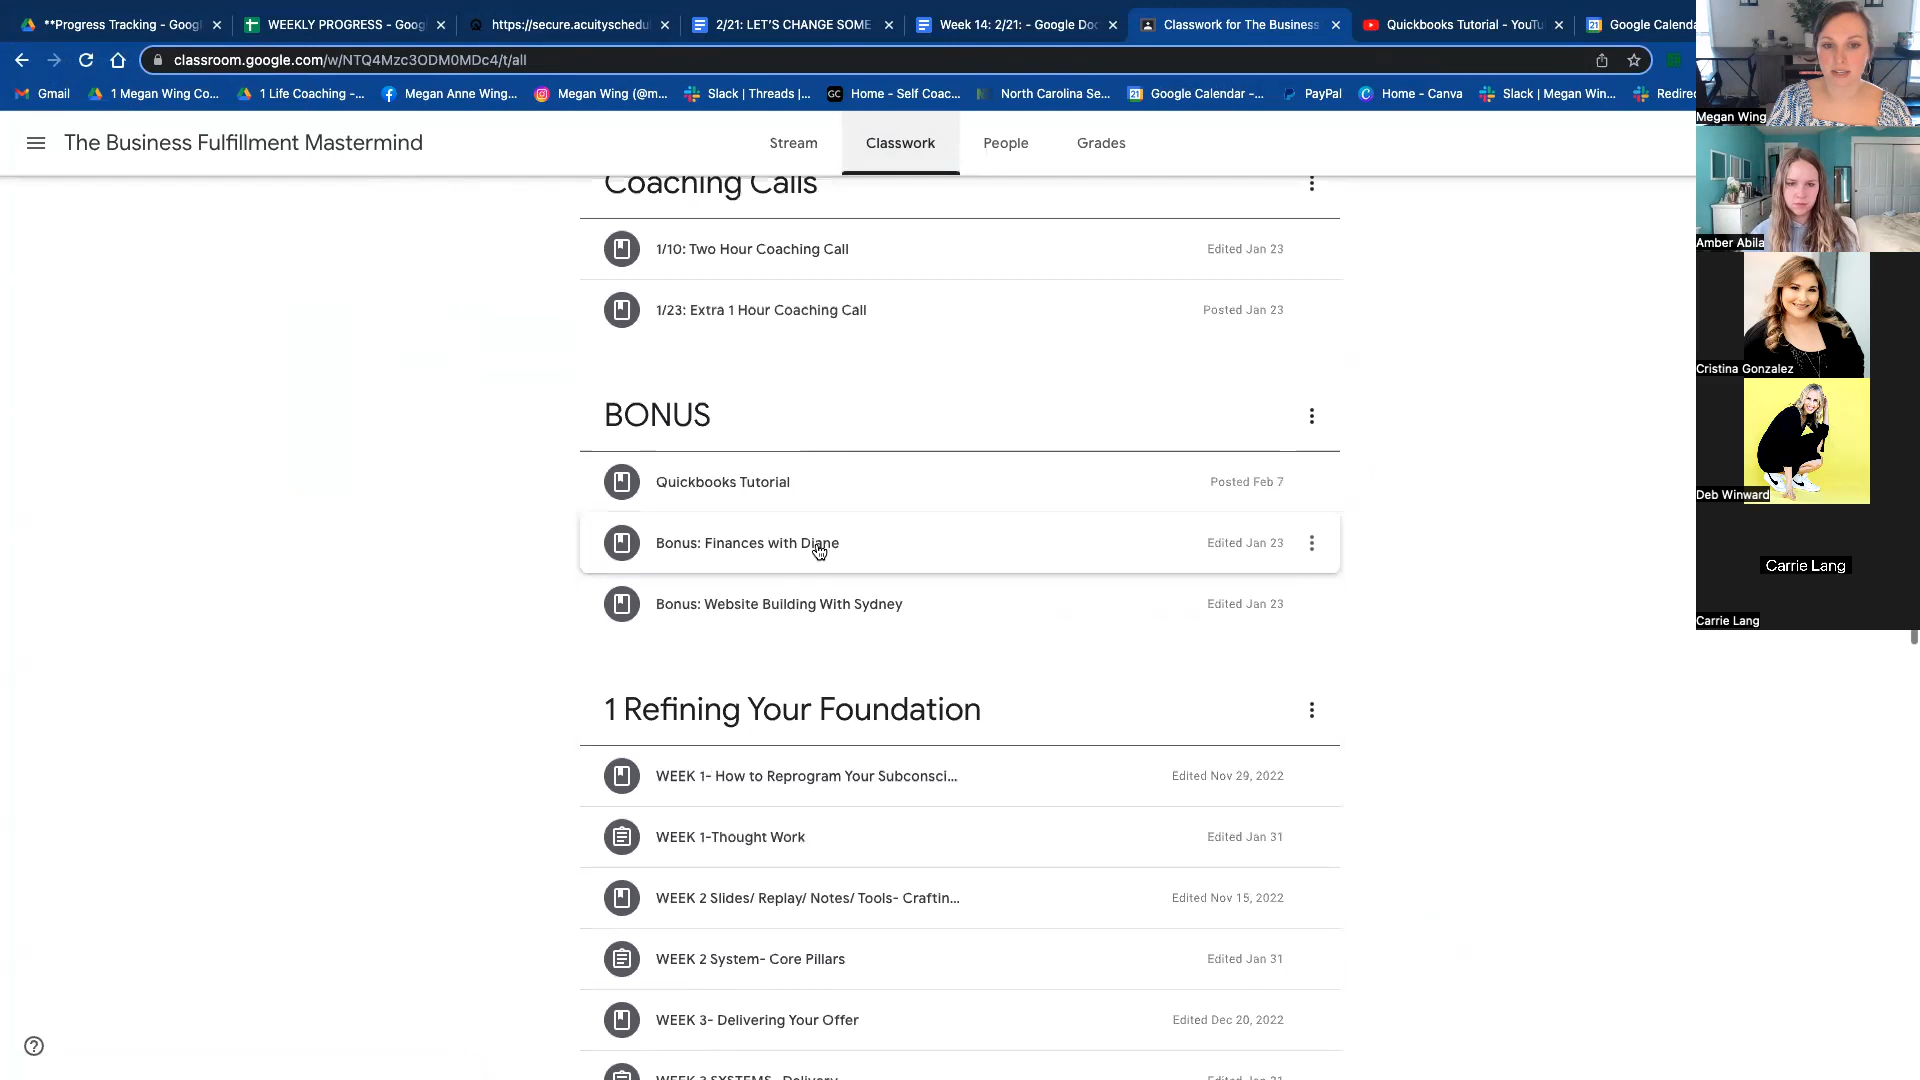 **Progress Tracking - Googl
WEEKLY PROGRESS - Goog
https://secure.acuityschedu
2/21: LET'S CHANGE SOME
Week 14: 2/21: - Google Doc
Classwork for The Business
Quickbooks Tutorial - YouTu
Google Calenda
classroom.google.com/w/NTQ4Mzc3ODM0MDc4/t/all
Gmail
1 Megan Wing Co...
1 Life Coaching -...
Megan Anne Wing...
Megan Wing (@m...
Slack | Threads |...
Home - Self Coac...
North Carolina Se...
Google Calendar -...
PayPal
Home - Canva
Slack | Megan Win...
Redirec
The Business Fulfillment Mastermind
Stream
Classwork
People
Grades
Coaching Calls
1/10: Two Hour Coaching Call
Edited Jan 23
1/23: Extra 1 Hour Coaching Call
Posted Jan 23
BONUS
Quickbooks Tutorial
Posted Feb 7
Bonus: Finances with Diane
Edited Jan 23
Bonus: Website Building With Sydney
Edited Jan 23
1 Refining Your Foundation
WEEK 1- How to Reprogram Your Subconsci...
Edited Nov 29, 2022
WEEK 1-Thought Work
Edited Jan 31
WEEK 2 Slides/ Replay/ Notes/ Tools- Craftin...
Edited Nov 15, 2022
WEEK 2 System- Core Pillars
Edited Jan 31
WEEK 3- Delivering Your Offer
Edited Dec 20, 2022
WEEK 3 SYSTEMS- Delivery
Edited Jan 31
Megan Wing
Amber Abila
Cristina Gonzalez
Deb Winward
Carrie Lang
Carrie Lang